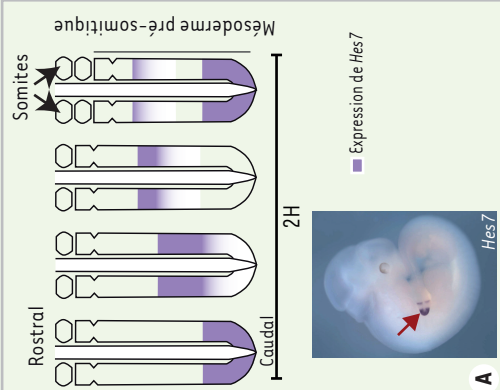 Somites
Mésoderme pré-somitique
Rostral
Caudal
2H
Expression de Hes7
Hes7
A